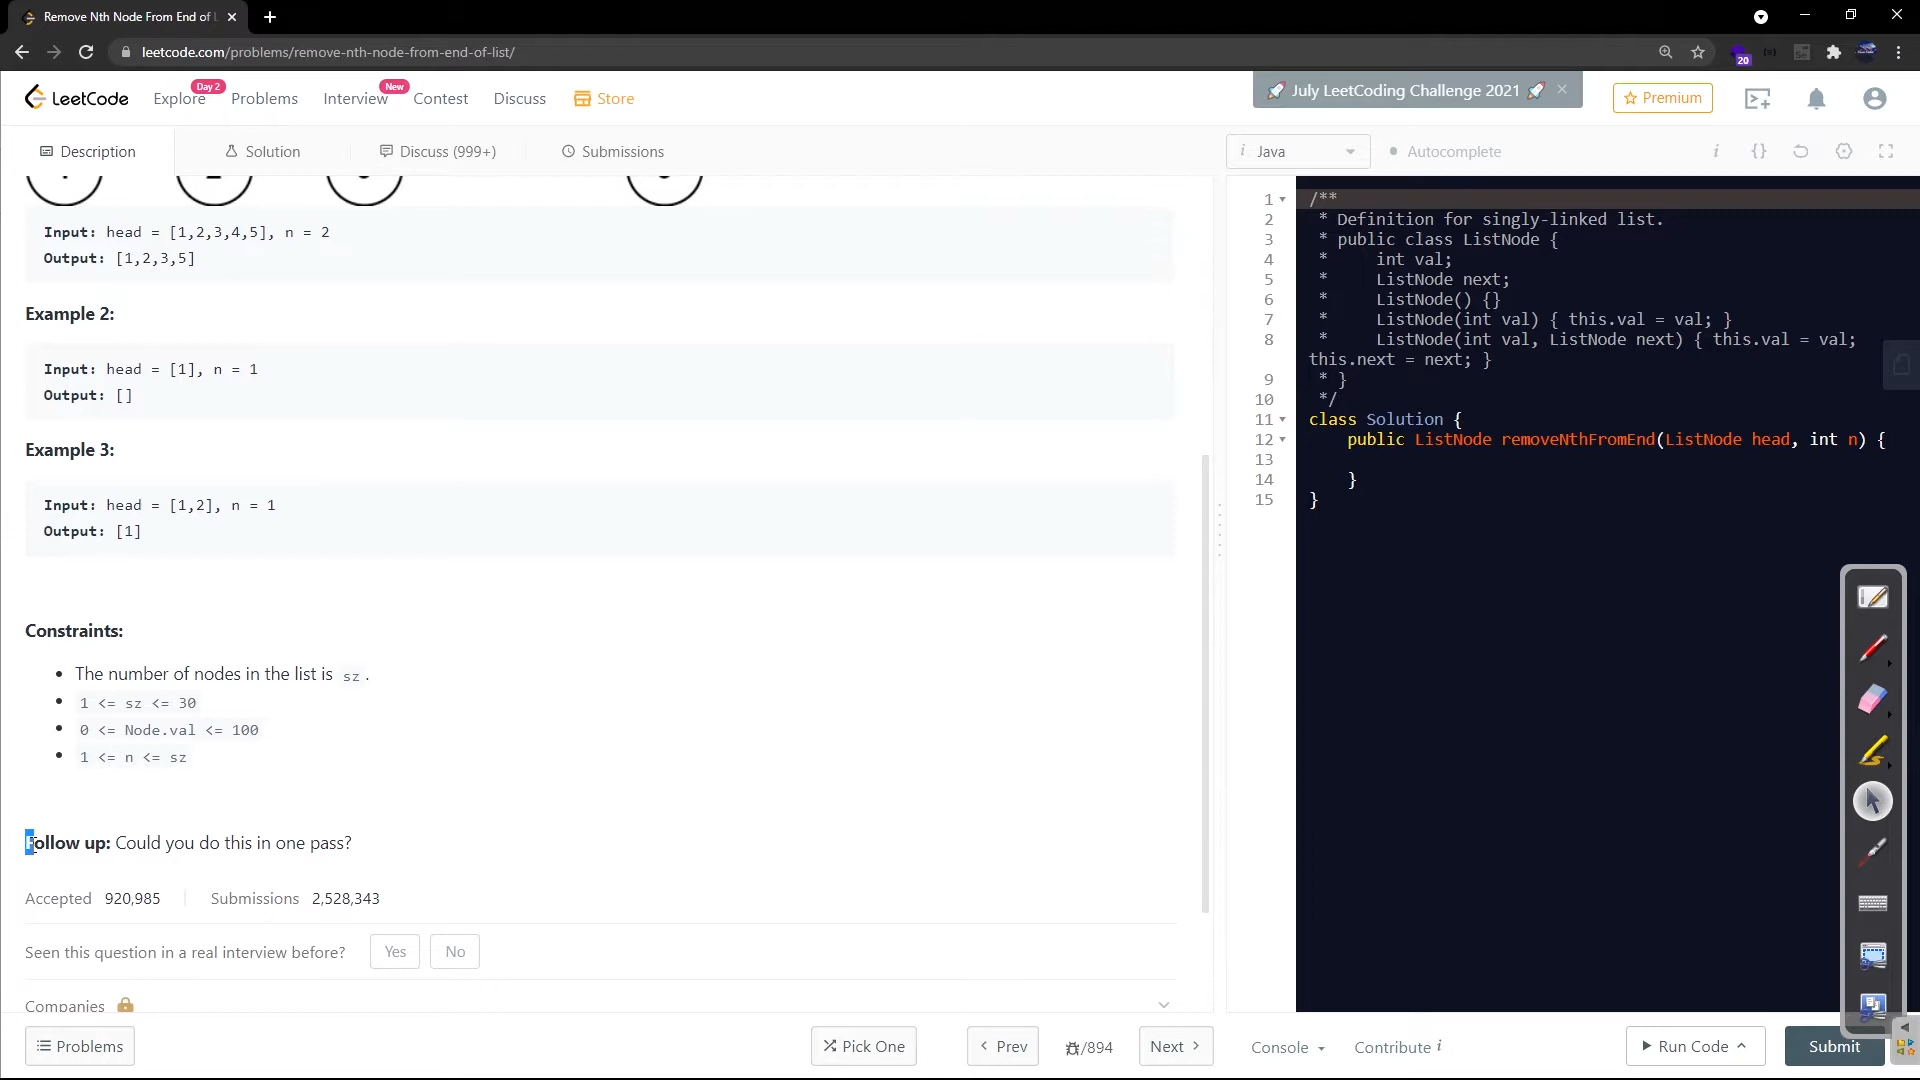 Remove Nth Node From End of L
leetcode.com/problems/remove-nth-node-from-end-of-list/
20
LeetCode
Explore
Day 2
Problems
Interview
New
Contest
Discuss
Store
🚀 July LeetCoding Challenge 2021 🚀
Premium
Description
Solution
Discuss (999+)
Submissions
i Java
Autocomplete
Input: head = [1,2,3,4,5], n = 2
Output: [1,2,3,5]
Example 2:
Input: head = [1], n = 1
Output: []
Example 3:
Input: head = [1,2], n = 1
Output: [1]
Constraints:
• The number of nodes in the list is sz.
• 1 <= sz <= 30
• 0 <= Node.val <= 100
• 1 <= n <= sz
Follow up: Could you do this in one pass?
Accepted 920,985
Submissions 2,528,343
Seen this question in a real interview before?
Yes
No
Companies
Problems
Pick One
< Prev
/894
Next >
1 /**
2 * Definition for singly-linked list.
3 * public class ListNode {
4 *     int val;
5 *     ListNode next;
6 *     ListNode() {}
7 *     ListNode(int val) { this.val = val; }
8 *     ListNode(int val, ListNode next) { this.val = val;
this.next = next; }
9 * }
10 */
11 class Solution {
12     public ListNode removeNthFromEnd(ListNode head, int n) {
13
14     }
15 }
Console
Contribute i
Run Code
Submit